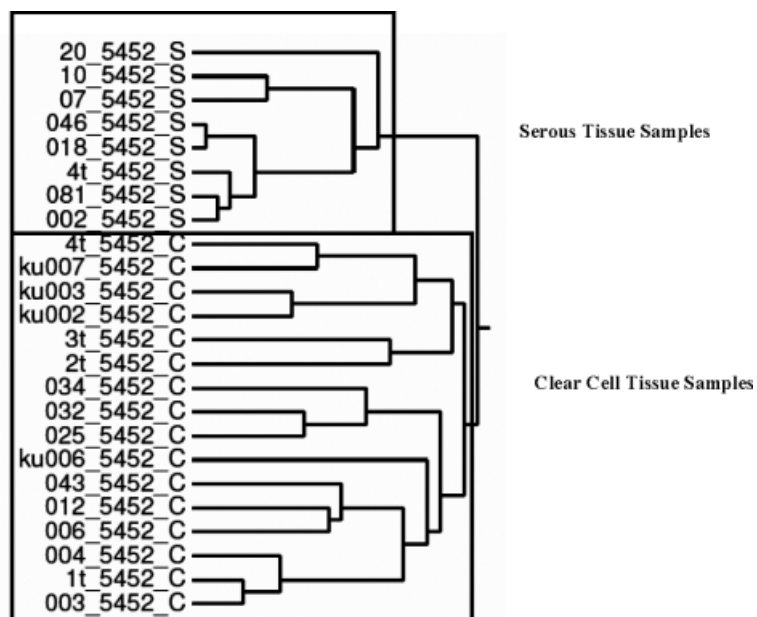 20_5452_S
10_5452_S
07_5452_S
046_5452_S
018_5452_S
4t_5452_S
081_5452_S
002_5452_S
4t_5452_C
ku007_5452_C
ku003_5452_C
ku002_5452_C
3t_5452_C
2t_5452_C
034_5452_C
032_5452_C
025_5452_C
ku006_5452_C
043_5452_C
012_5452_C
006_5452_C
004_5452_C
1t_5452_C
003_5452_C
Serous Tissue Samples
Clear Cell Tissue Samples